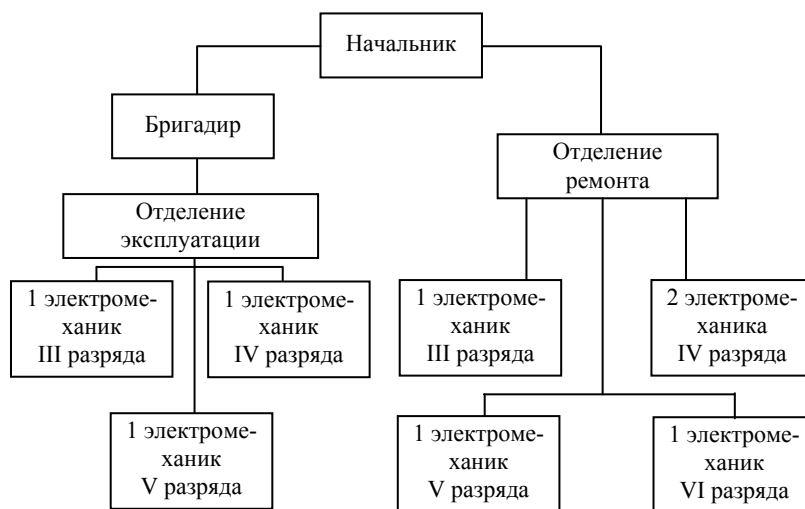 Начальник
Бригадир
Отделение
ремонта
Отделение
эксплуатации
1 электроме-
ханик
III разряда
1 электроме-
ханик
IV разряда
1 электроме-
ханик
III разряда
2 электроме-
ханика
IV разряда
1 электроме-
ханик
V разряда
1 электроме-
ханик
V разряда
1 электроме-
ханик
VI разряда